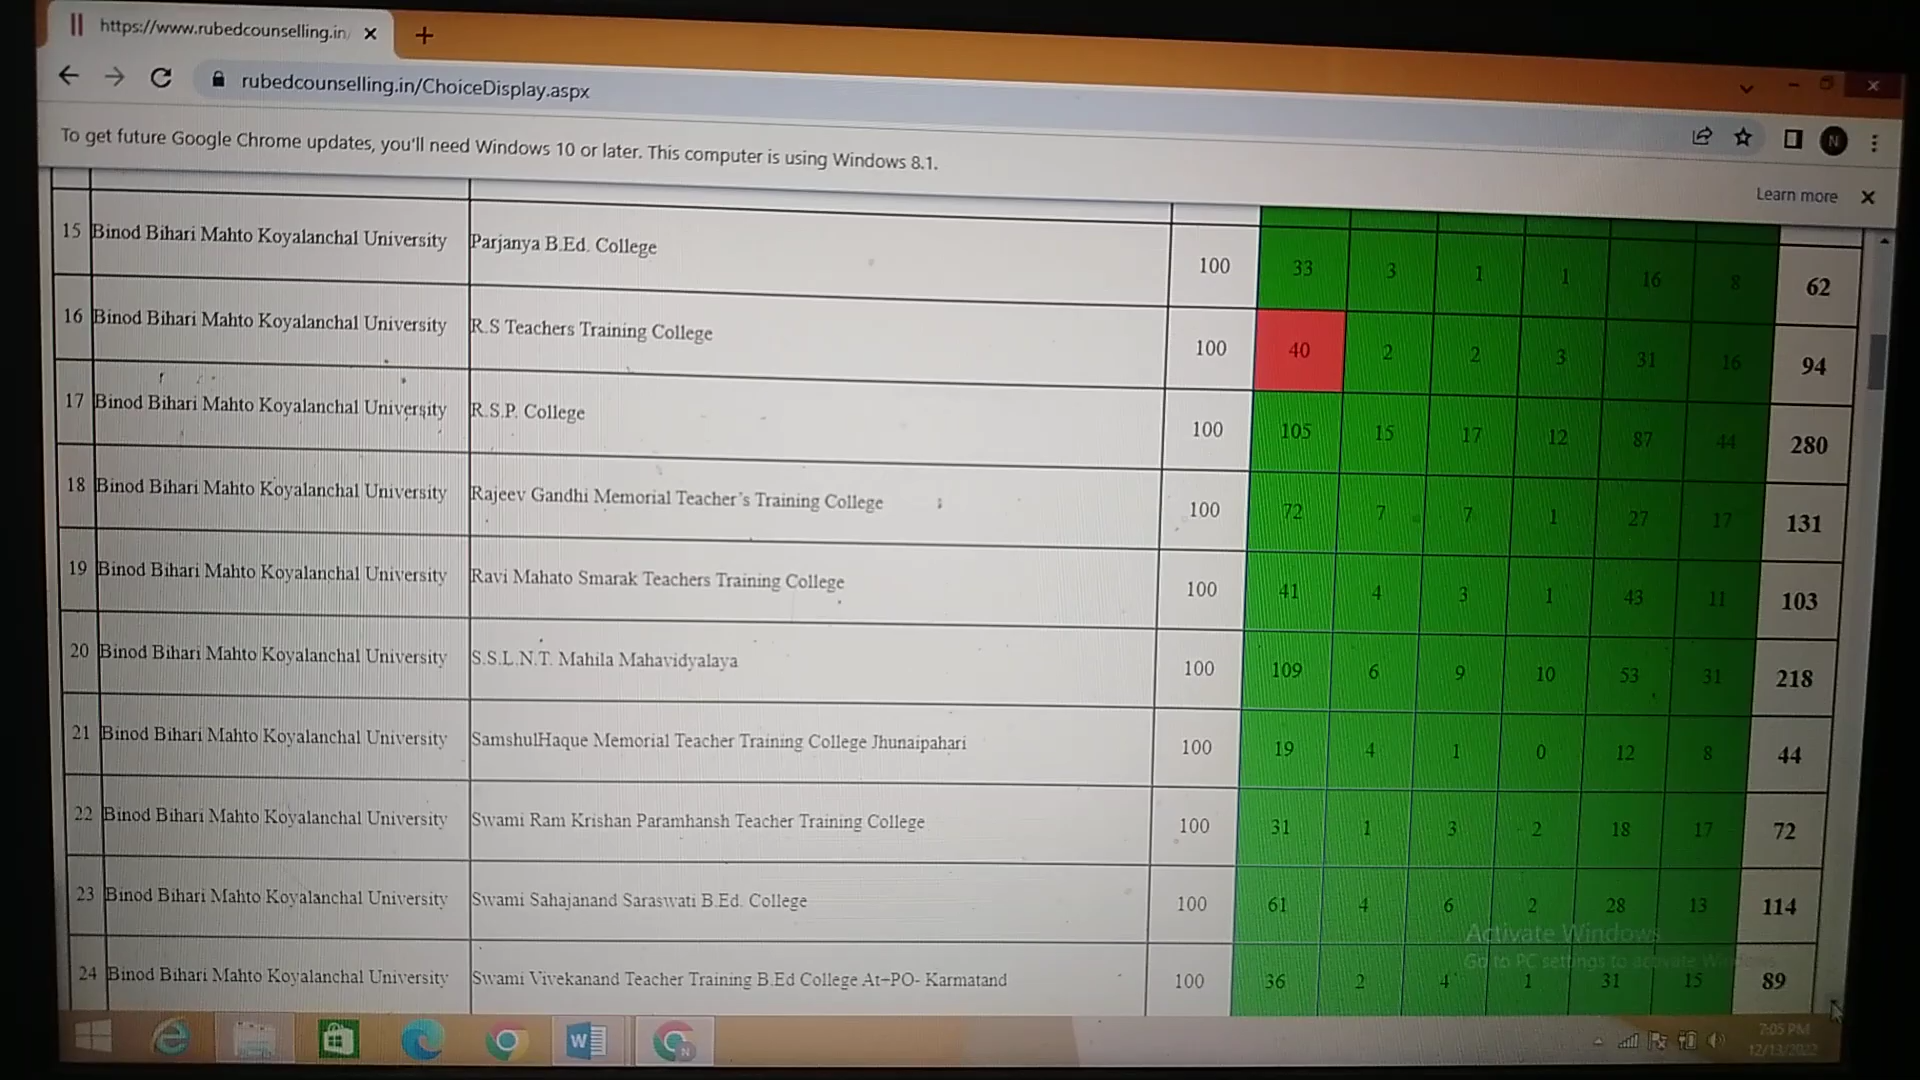 https://www.rubedcounselling.in/
rubedcounselling.in/ChoiceDisplay.aspx
N
To get future Google Chrome updates, you'll need Windows 10 or later. This computer is using Windows 8.1.
Learn more
15 Binod Bihari Mahto Koyalanchal University Parjanya B.Ed. College 100 33 3 1 1 16 8 62
16 Binod Bihari Mahto Koyalanchal University R.S Teachers Training College 100 40 2 2 3 31 16 94
17 Binod Bihari Mahto Koyalanchal University R.S.P. College 100 105 15 17 12 87 44 280
18 Binod Bihari Mahto Koyalanchal University Rajeev Gandhi Memorial Teacher's Training College 100 72 7 7 1 27 17 131
19 Binod Bihari Mahto Koyalanchal University Ravi Mahato Smarak Teachers Training College 100 41 4 3 1 43 11 103
20 Binod Bihari Mahto Koyalanchal University S.S.L.N.T. Mahila Mahavidyalaya 100 109 6 9 10 53 31 218
21 Binod Bihari Mahto Koyalanchal University SamshulHaque Memorial Teacher Training College Jhunaipahari 100 19 4 1 0 12 8 44
22 Binod Bihari Mahto Koyalanchal University Swami Ram Krishan Paramhansh Teacher Training College 100 31 1 3 2 18 17 72
23 Binod Bihari Mahto Koyalanchal University Swami Sahajanand Saraswati B.Ed. College 100 61 4 6 2 28 13 114
Activate Windows
Go to PC settings to activate
24 Binod Bihari Mahto Koyalanchal University Swami Vivekanand Teacher Training B.Ed College At+PO- Karmatand 100 36 2 4 1 31 15 89
7:05 PM
12/13/2022